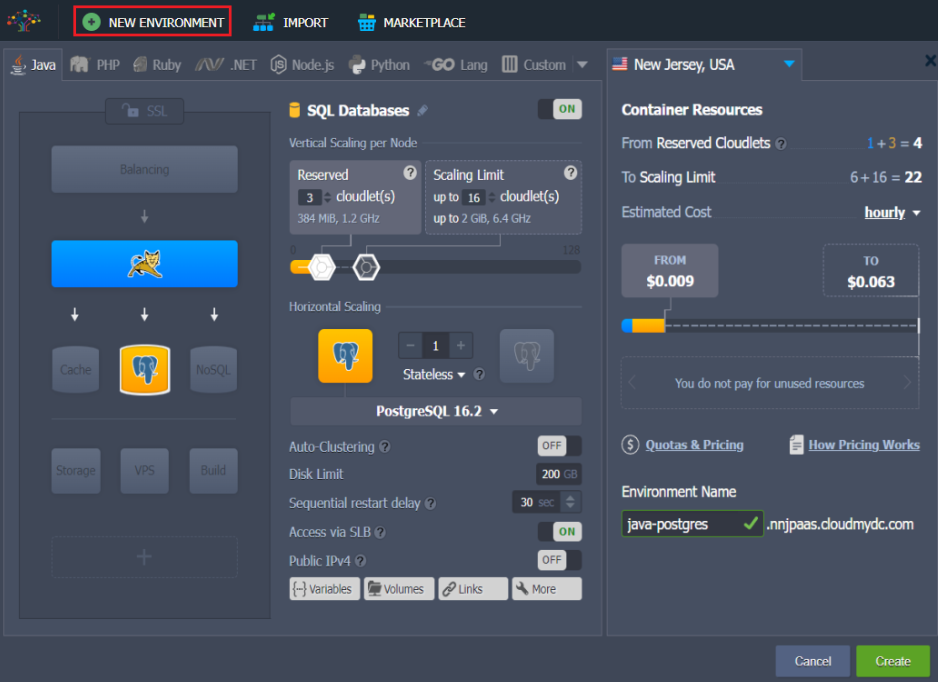 NEW ENVIRONMENT IMPORT MARKETPLACE
Java PHP Ruby .NET Node.js Python GO Lang Custom
New Jersey, USA
SSL
Balancing
Cache
NoSQL
Storage
VPS
Build
+
SQL Databases ON
Vertical Scaling per Node
Reserved ?
3 cloudlet(s)
384 MiB, 1.2 GHz
Scaling Limit ?
up to 16 cloudlet(s)
up to 2 GiB, 6.4 GHz
0 128
Horizontal Scaling
− 1 +
Stateless ?
PostgreSQL 16.2
Auto-Clustering ? OFF
Disk Limit 200 GB
Sequential restart delay ? 30 sec
Access via SLB ? ON
Public IPv4 ? OFF
{...} Variables Volumes Links More
Container Resources
From Reserved Cloudlets ? 1 + 3 = 4
To Scaling Limit 6 + 16 = 22
Estimated Cost hourly
FROM
$0.009
TO
$0.063
You do not pay for unused resources
$ Quotas & Pricing How Pricing Works
Environment Name
java-postgres .nnjpaas.cloudmydc.com
Cancel Create